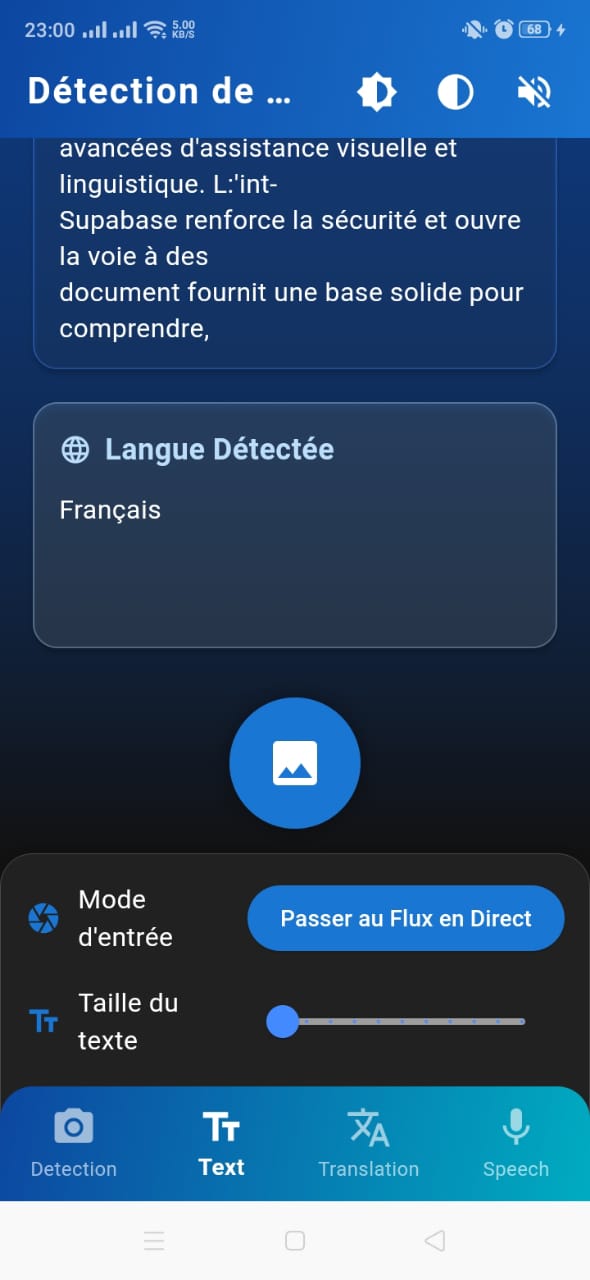 23:00
5.00
KB/S
68
Détection de ...
avancées d'assistance visuelle et
linguistique. L:'int-
Supabase renforce la sécurité et ouvre
la voie à des
document fournit une base solide pour
comprendre,
Langue Détectée
Français
Mode
d'entrée
Passer au Flux en Direct
Taille du
texte
Detection
Text
Translation
Speech